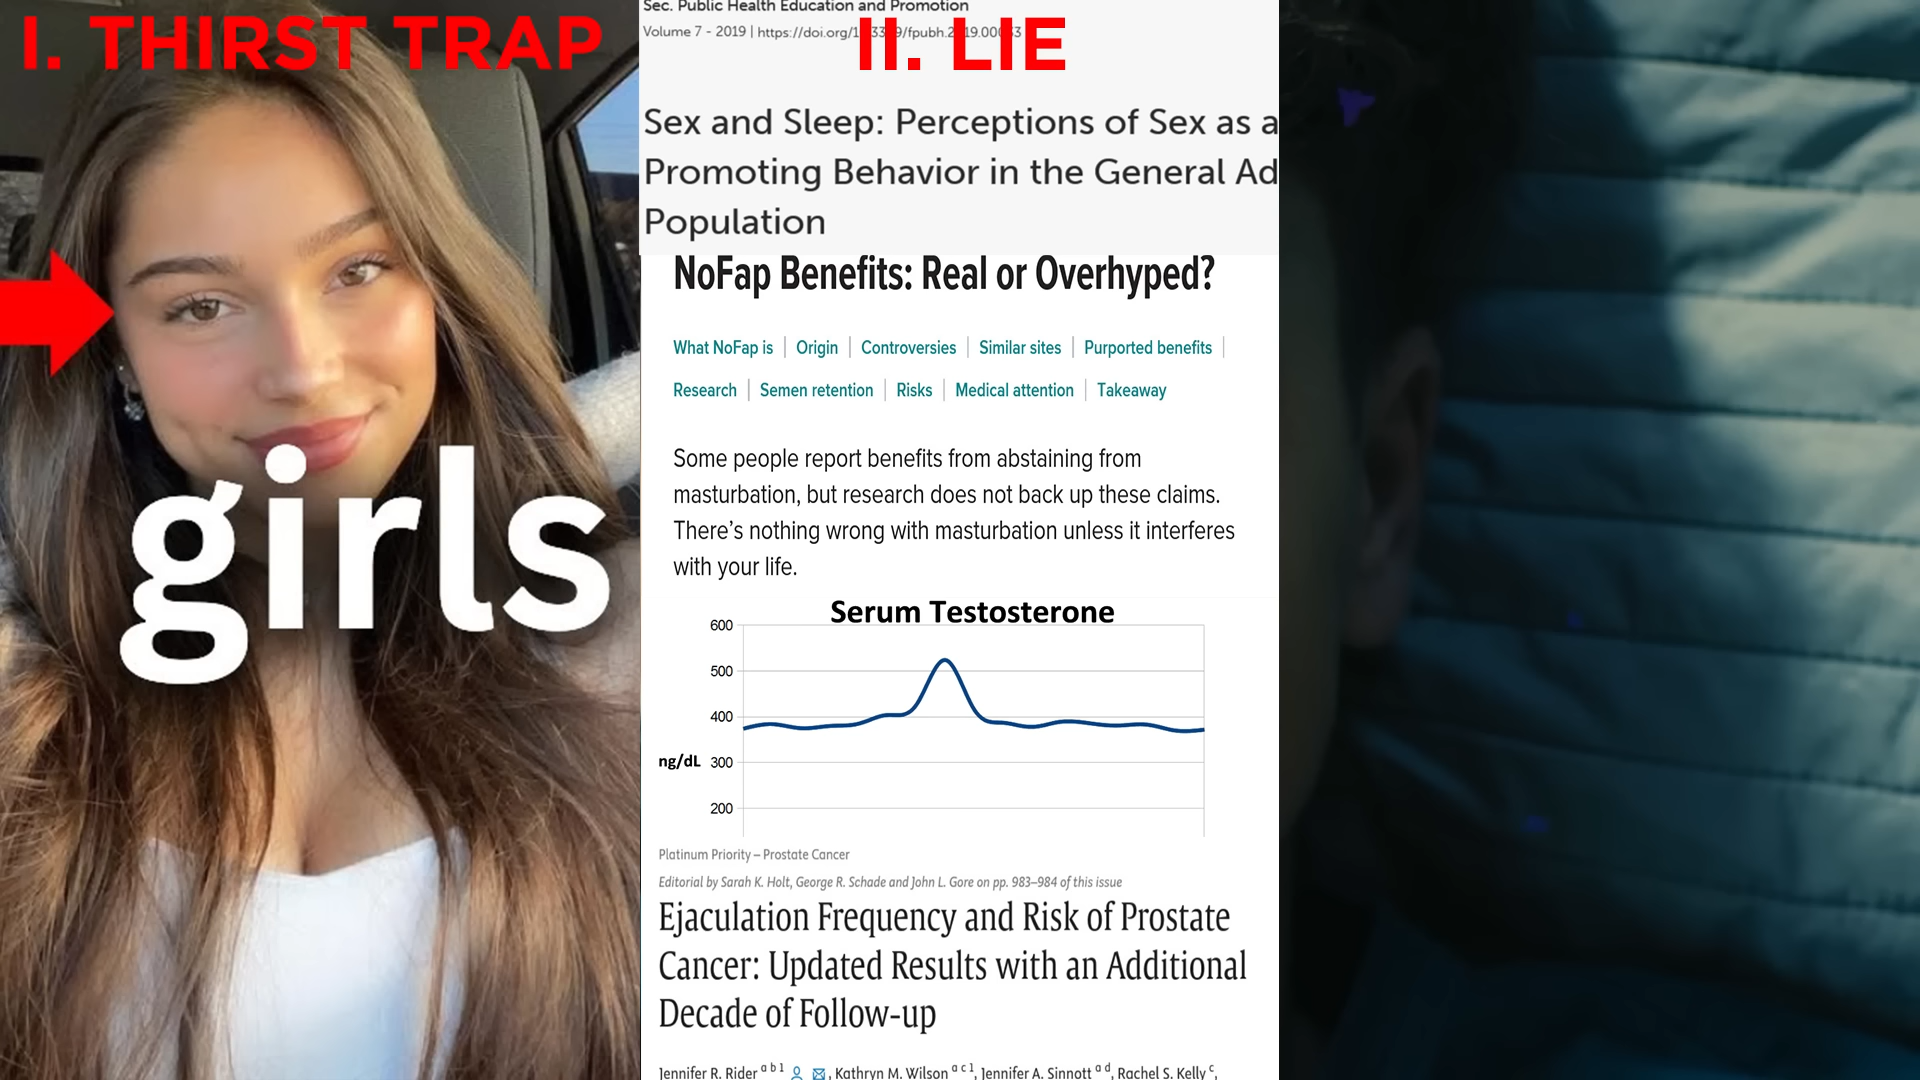 I. THIRST TRAP
girls
Sec. Public Health Education and Promotion
Volume 7 - 2019 |
II. LIE
Sex and Sleep: Perceptions of Sex as a
Promoting Behavior in the General Ad
Population
NoFap Benefits: Real or Overhyped?
What NoFap is | Origin | Controversies | Similar sites | Purported benefits |
Research | Semen retention | Risks | Medical attention | Takeaway
Some people report benefits from abstaining from
masturbation, but research does not back up these claims.
There’s nothing wrong with masturbation unless it interferes
with your life.
Serum Testosterone
600
500
400
ng/dL 300
200
Platinum Priority – Prostate Cancer
Editorial by Sarah K. Holt, George R. Schade and John L. Gore on pp. 983–984 of this issue
Ejaculation Frequency and Risk of Prostate
Cancer: Updated Results with an Additional
Decade of Follow-up
Jennifer R. Rider a b 1, Kathryn M. Wilson a c 1, Jennifer A. Sinnott a d, Rachel S. Kelly c,